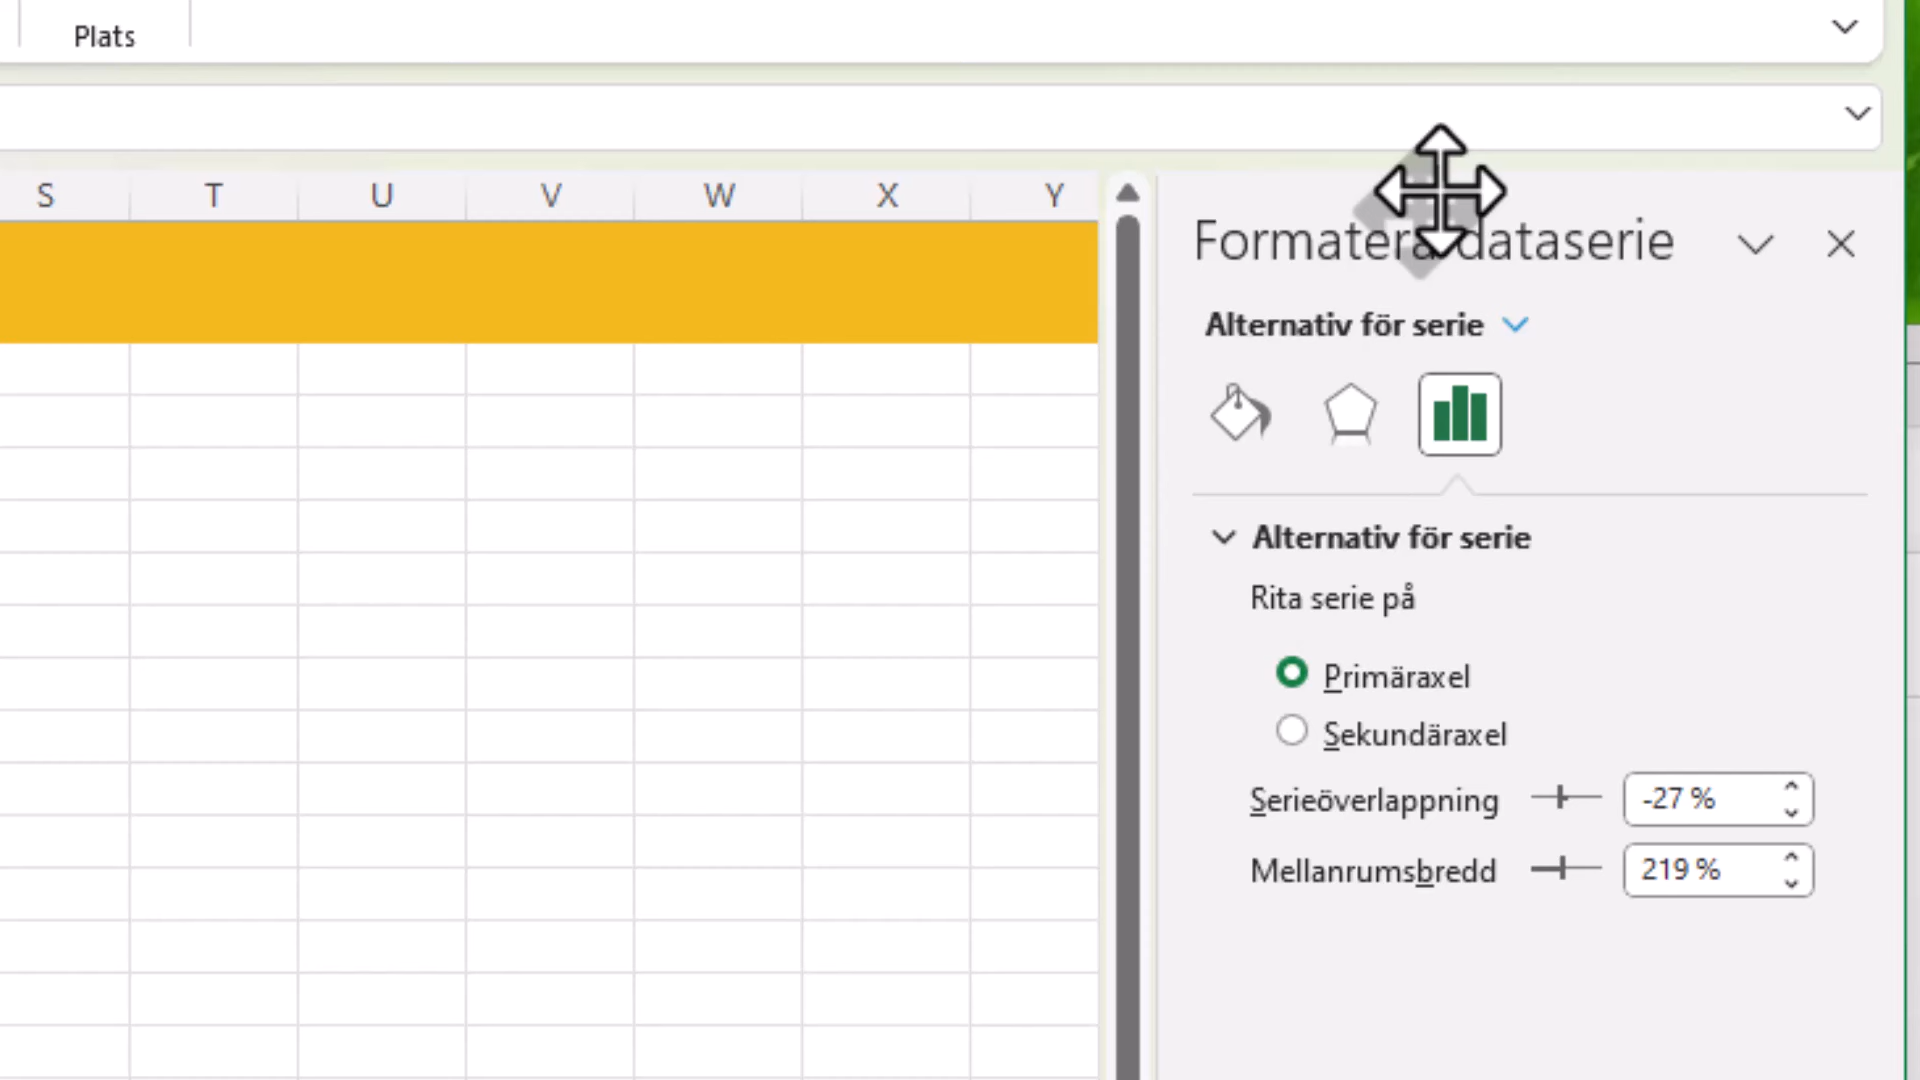 Plats
S T U V W X Y
Formatera dataserie
Alternativ för serie
Alternativ för serie
Rita serie på
Primäraxel
Sekundäraxel
Serieöverlappning -27 %
Mellanrumsbredd 219 %